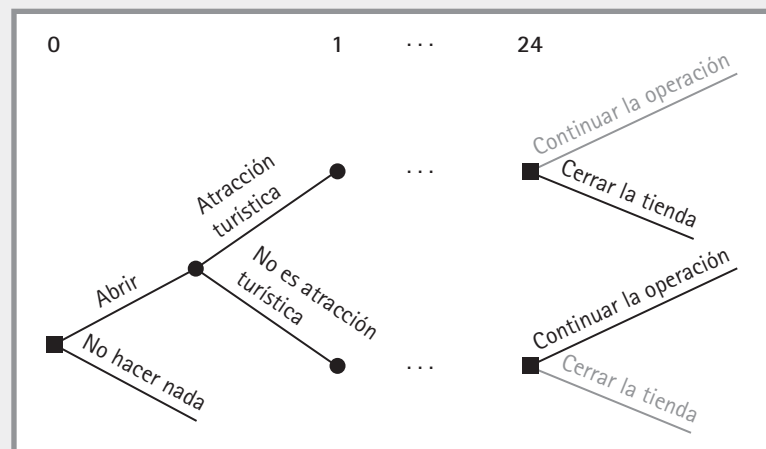 0 1 ... 24
Continuar la operación
Atracción
turística
Cerrar la tienda
Abrir
No es atracción
turística
Continuar la operación
No hacer nada
Cerrar la tienda
... 
...